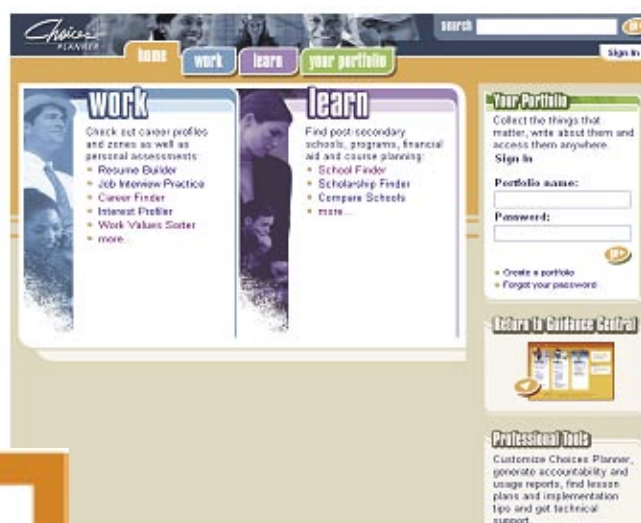 Choices
PLANNER
search
go
home
work
learn
your portfolio
Sign In
work
Check out career profiles
and zones as well as
personal assessments:
Resume Builder
Job Interview Practice
Career Finder
Interest Profiler
Work Values Sorter
more...
learn
Find post-secondary
schools, programs, financial
aid and course planning:
School Finder
Scholarship Finder
Compare Schools
more...
Your Portfolio
Collect the things that
matter, write about them and
access them anywhere.
Sign In
Portfolio name:
Password:
go
Create a portfolio
Forgot your password
Return to Guidance Central
Professional Tools
Customize Choices Planner,
generate accountability and
usage reports, find lesson
plans and implementation
tips and get technical
support.